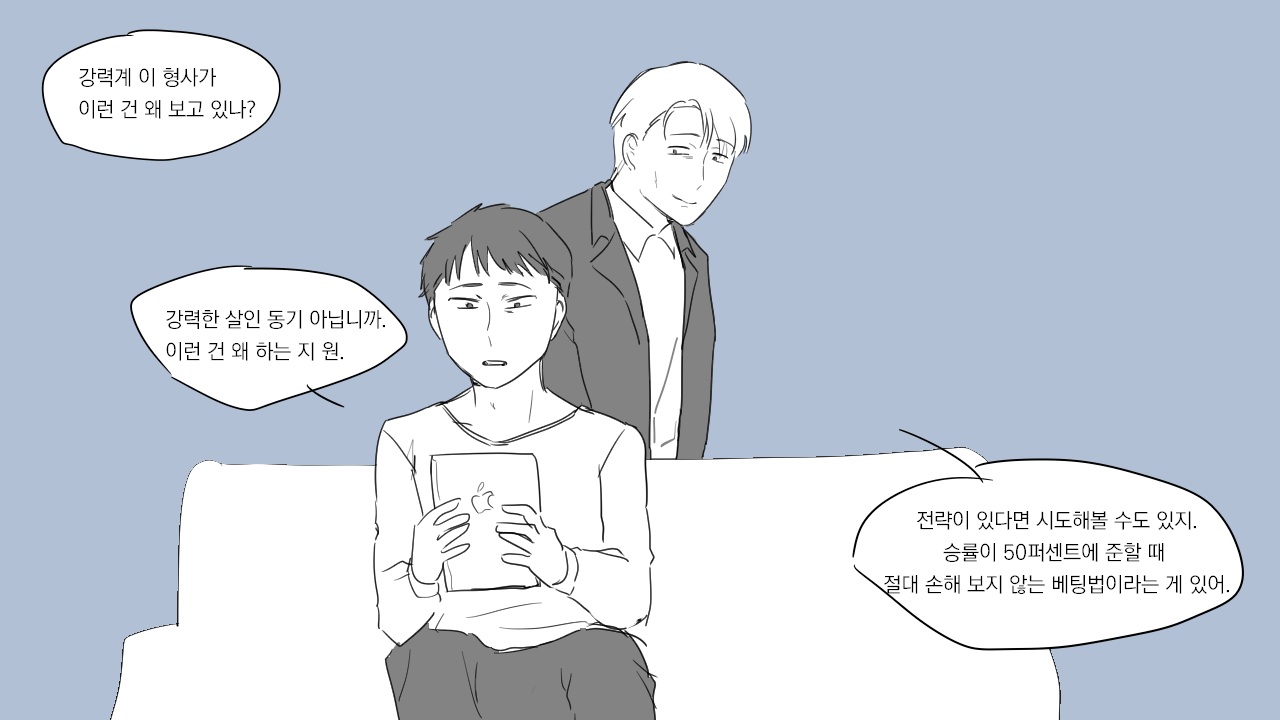 강력계 이 형사가
이런 건 왜 보고 있나?
강력한 살인 동기 아닙니까.
이런 건 왜 하는 지 원.
전략이 있다면 시도해볼 수도 있지.
승률이 50퍼센트에 준할 때
절대 손해 보지 않는 베팅법이라는 게 있어.